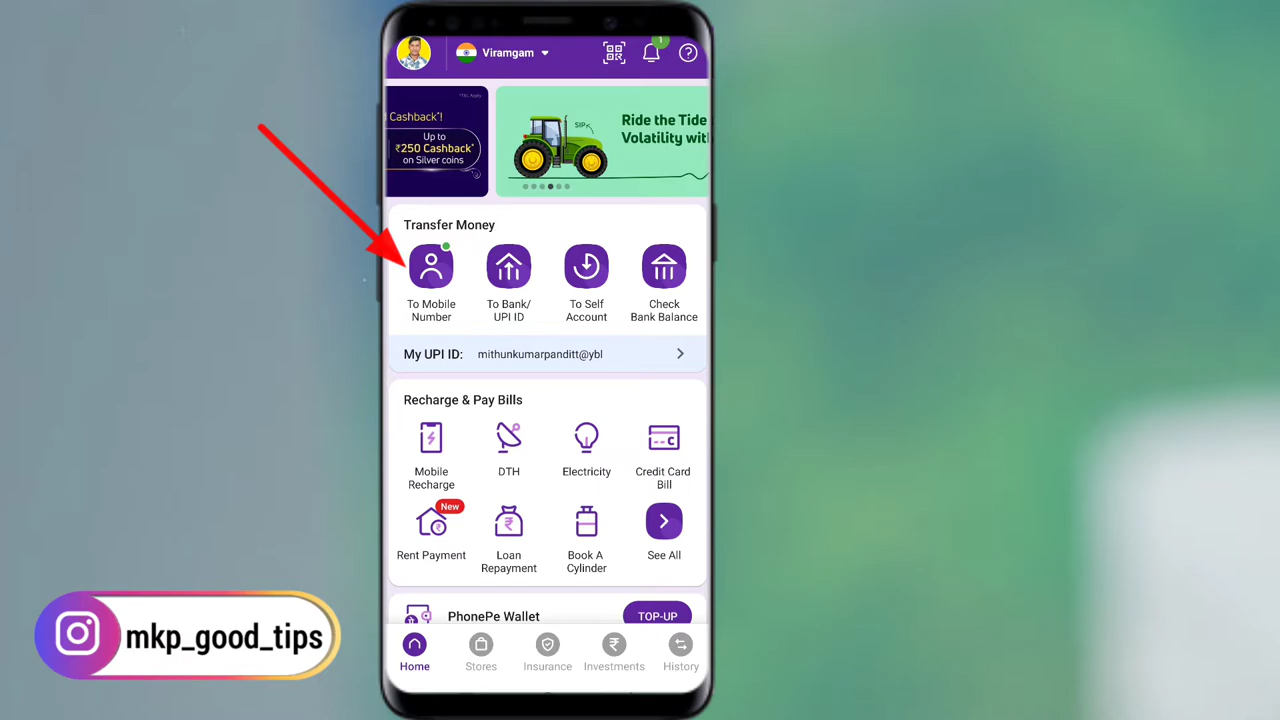 Viramgam
1
*T&C Apply
Cashback*!
Up to
₹250 Cashback*
on Silver coins
SIP
Ride the Tide
Volatility wit
Transfer Money
To Mobile
Number
To Bank/
UPI ID
To Self
Account
Check
Bank Balance
My UPI ID: mithunkumarpanditt@ybl
Recharge & Pay Bills
Mobile
Recharge
DTH
Electricity
Credit Card
Bill
New
Rent Payment
Loan
Repayment
Book A
Cylinder
See All
PhonePe Wallet
TOP-UP
Home
Stores
Insurance
Investments
History
mkp_good_tips